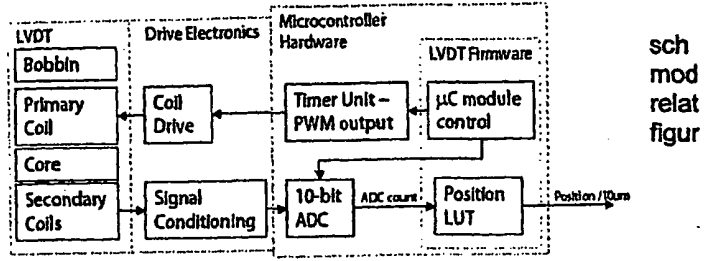 LVDT
Drive Electronics
Microcontroller
Hardware
LVDT Firmware
Bobbin
Primary
Coil
Core
Secondary
Coils
Coil
Drive
Signal
Conditioning
Timer Unit –
PWM output
10-bit
ADC
ADC count
µC module
control
Position
LUT
Position /10um
sch
mod
relat
figur